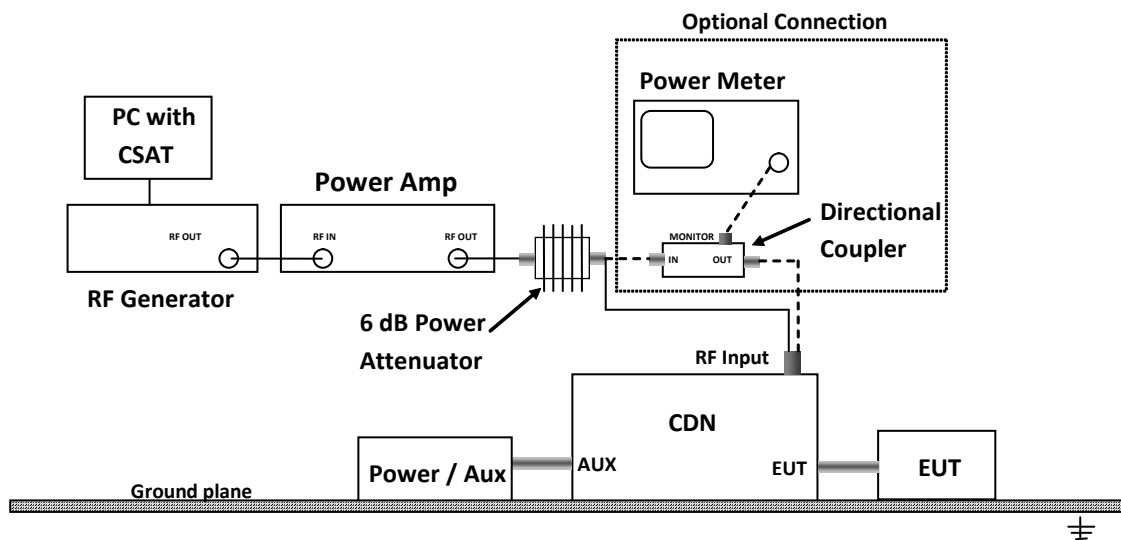 Optional Connection
Power Meter
PC with
CSAT
Power Amp
Directional
Coupler
RF OUT
RF IN
RF OUT
MONITOR
IN
OUT
RF Generator
6 dB Power
Attenuator
RF Input
CDN
AUX
EUT
Power / Aux
EUT
Ground plane